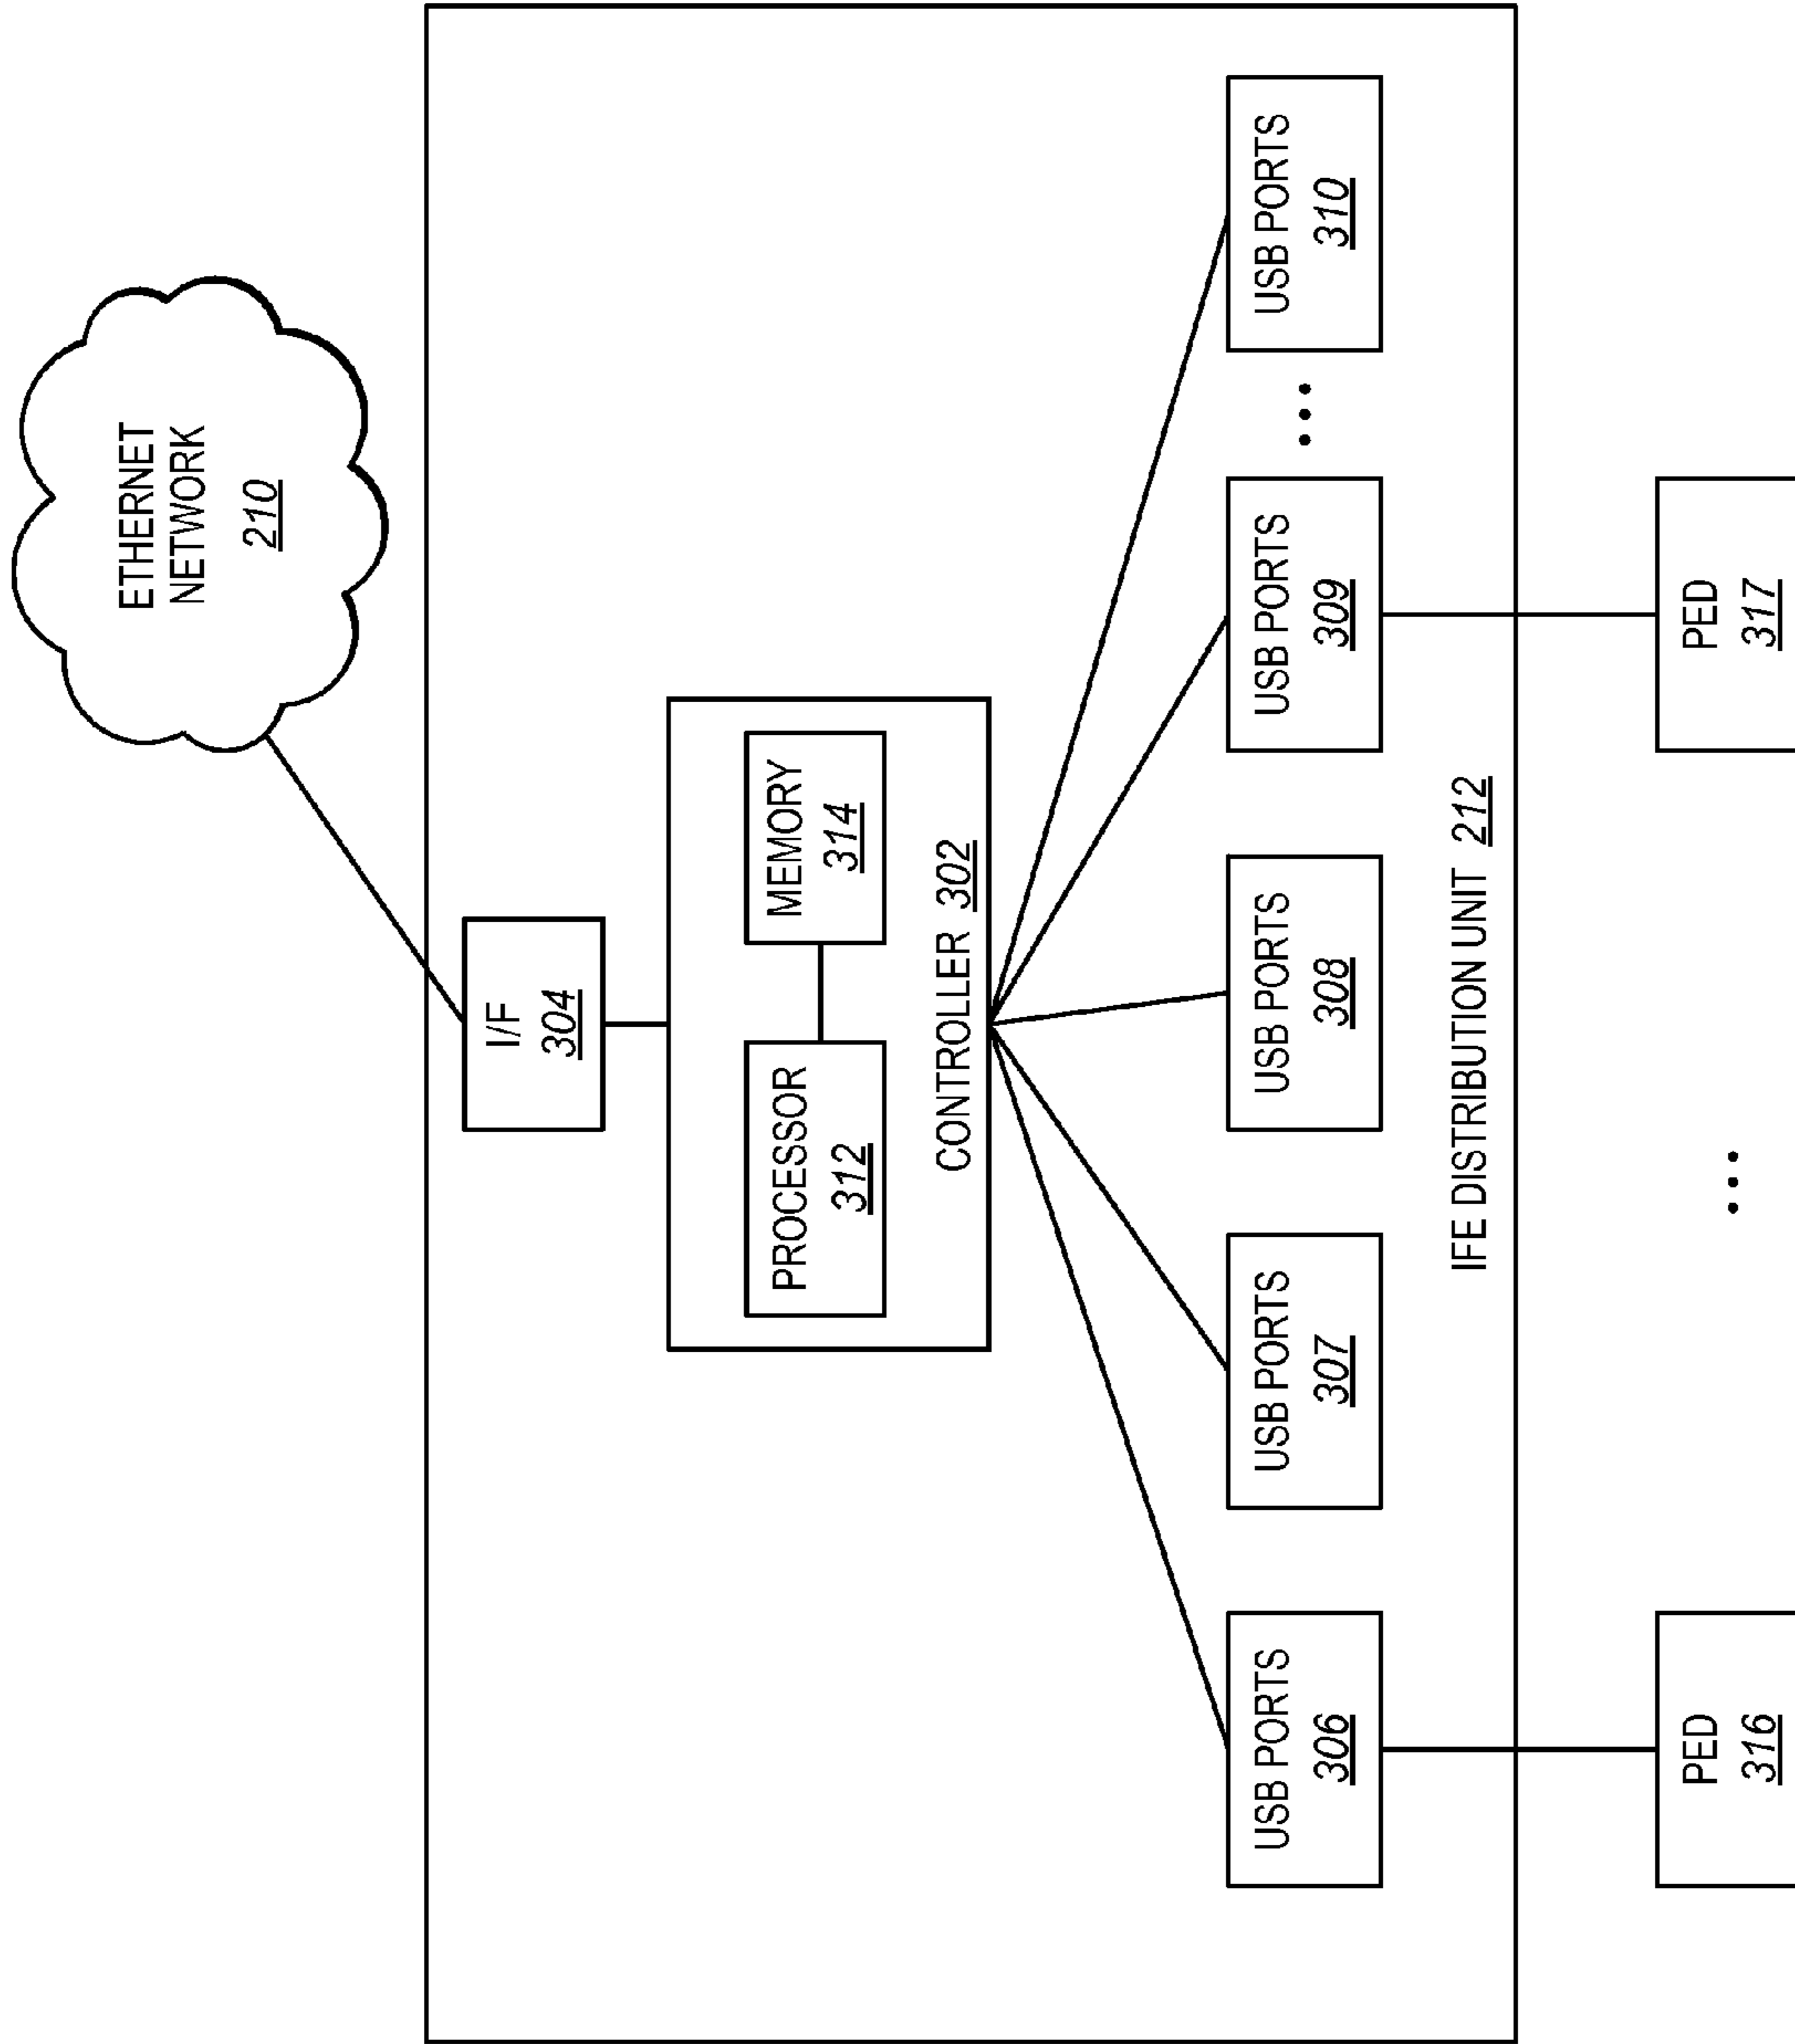 ETHERNET
NETWORK
210
I/F
304
PROCESSOR
312
MEMORY
314
CONTROLLER 302
USB PORTS
306
USB PORTS
307
USB PORTS
308
USB PORTS
309
...
USB PORTS
310
IFE DISTRIBUTION UNIT 212
PED
316
...
PED
317